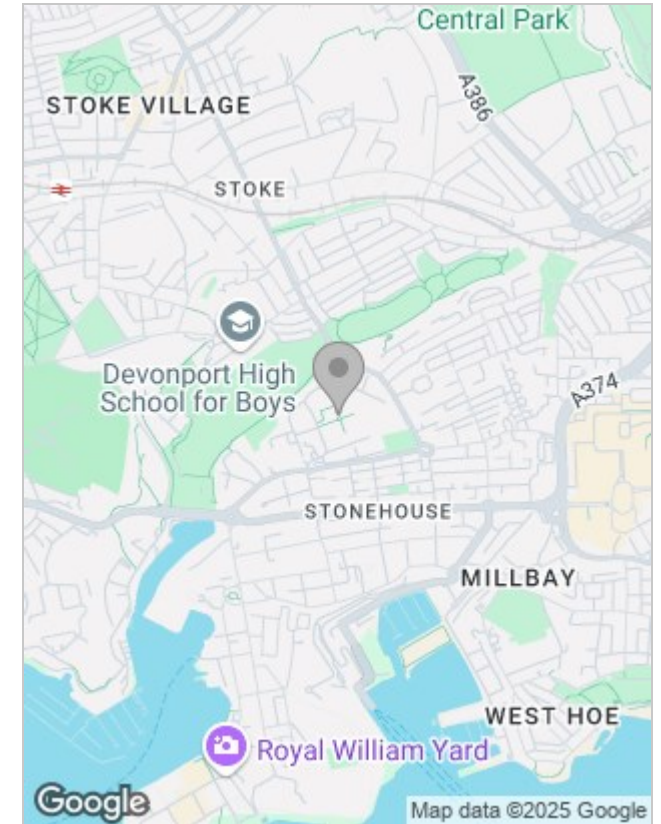 Central Park
A386
STOKE VILLAGE
STOKE
Devonport High
School for Boys
A374
STONEHOUSE
MILLBAY
WEST HOE
Royal William Yard
Google
Map data ©2025 Google